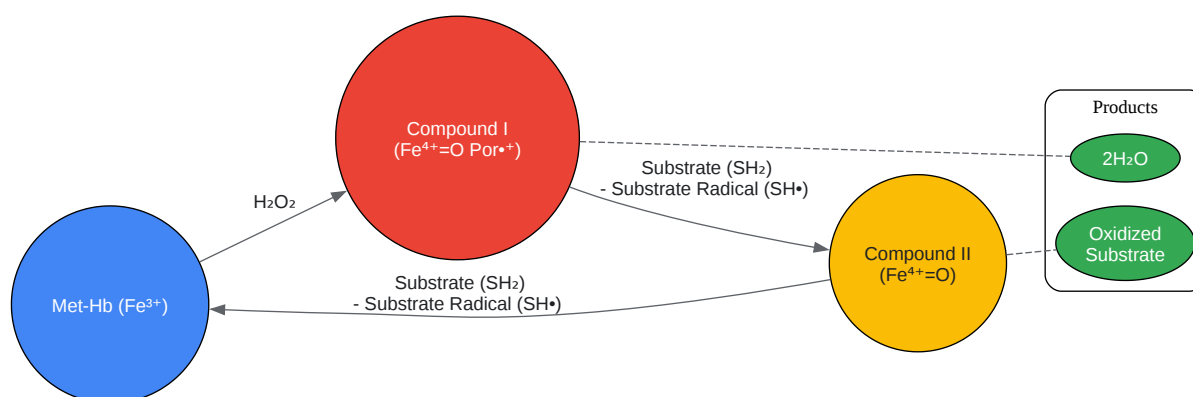 Compound I
(Fe⁴⁺=O Por•⁺)
Products
2H₂O
Substrate (SH₂)
- Substrate Radical (SH•)
H₂O₂
Oxidized
Substrate
Compound II
(Fe⁴⁺=O)
Substrate (SH₂)
- Substrate Radical (SH•)
Met-Hb (Fe³⁺)